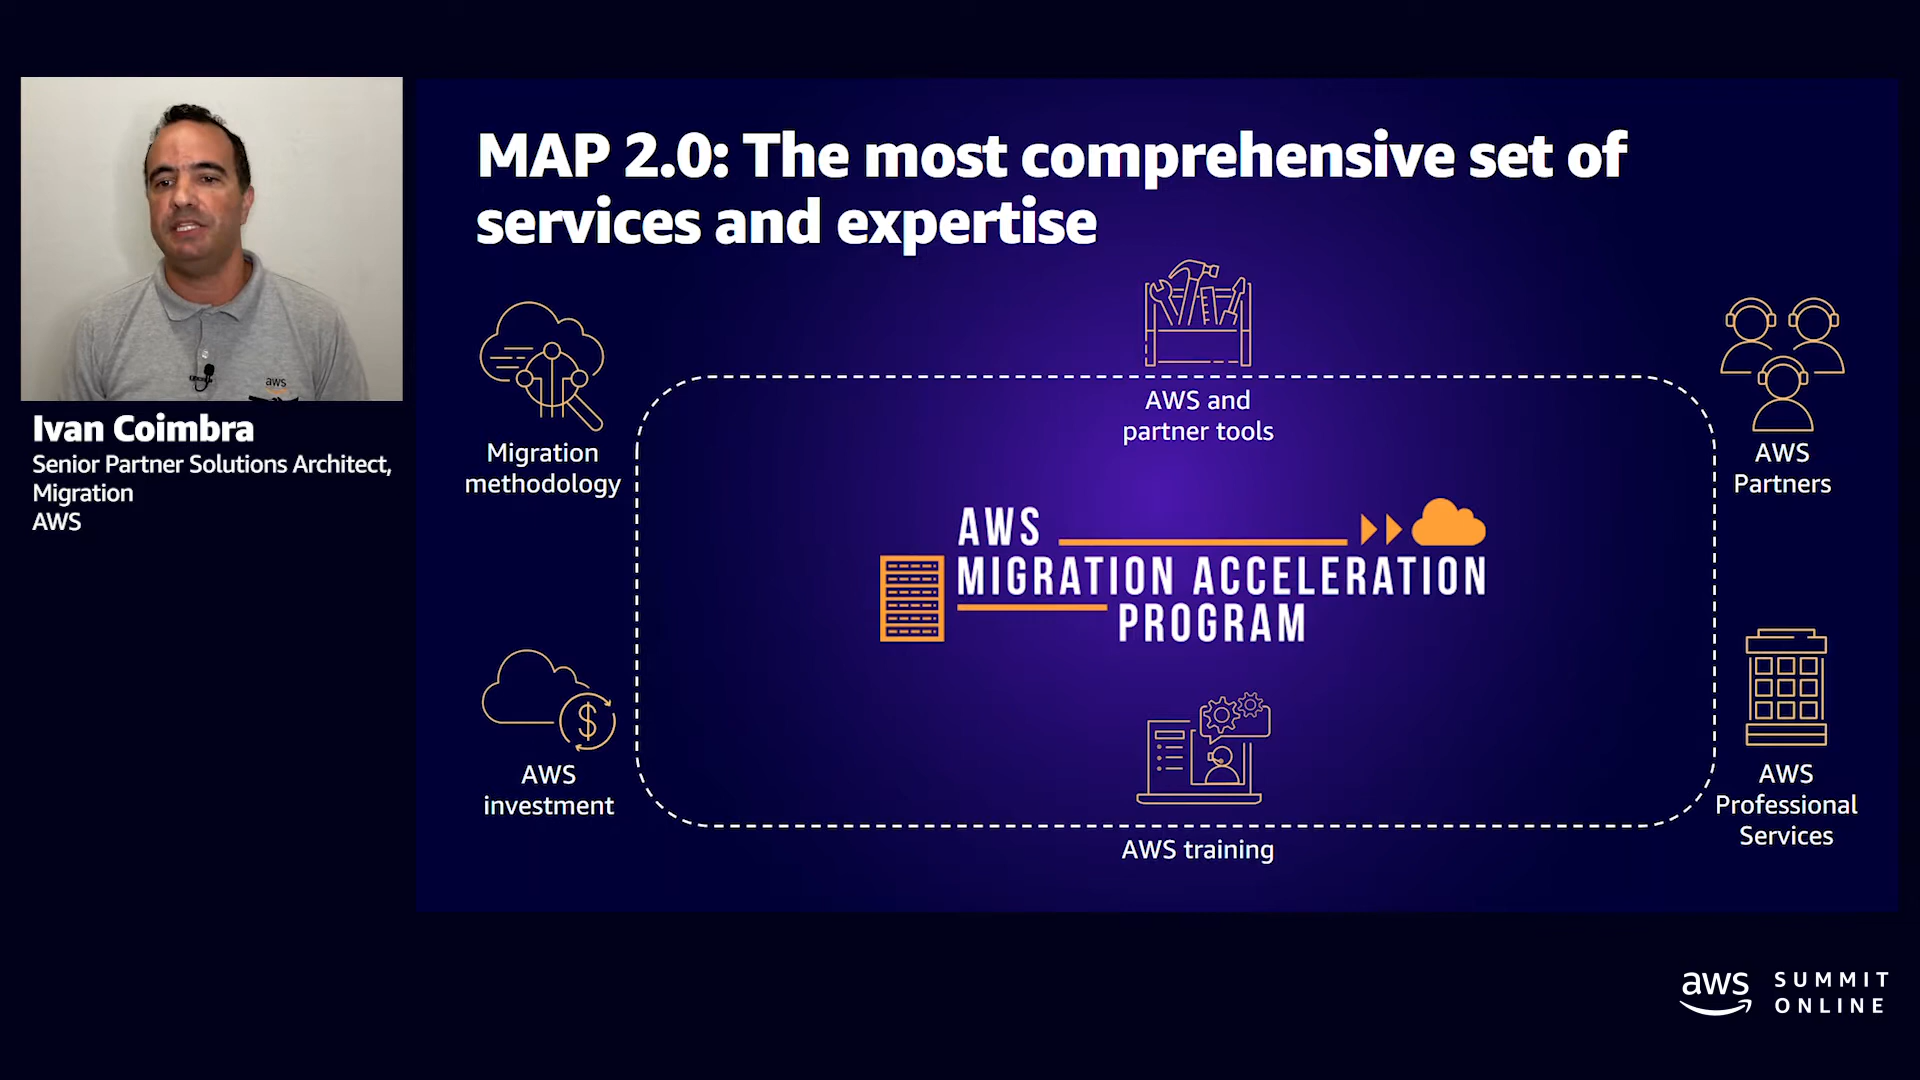 MAP 2.0: The most comprehensive set of
services and expertise
aws
Ivan Coimbra
Senior Partner Solutions Architect,
Migration
AWS
Migration
methodology
AWS and
partner tools
AWS
Partners
AWS
MIGRATION ACCELERATION
PROGRAM
$
AWS
investment
AWS training
AWS
Professional
Services
aws SUMMIT
ONLINE